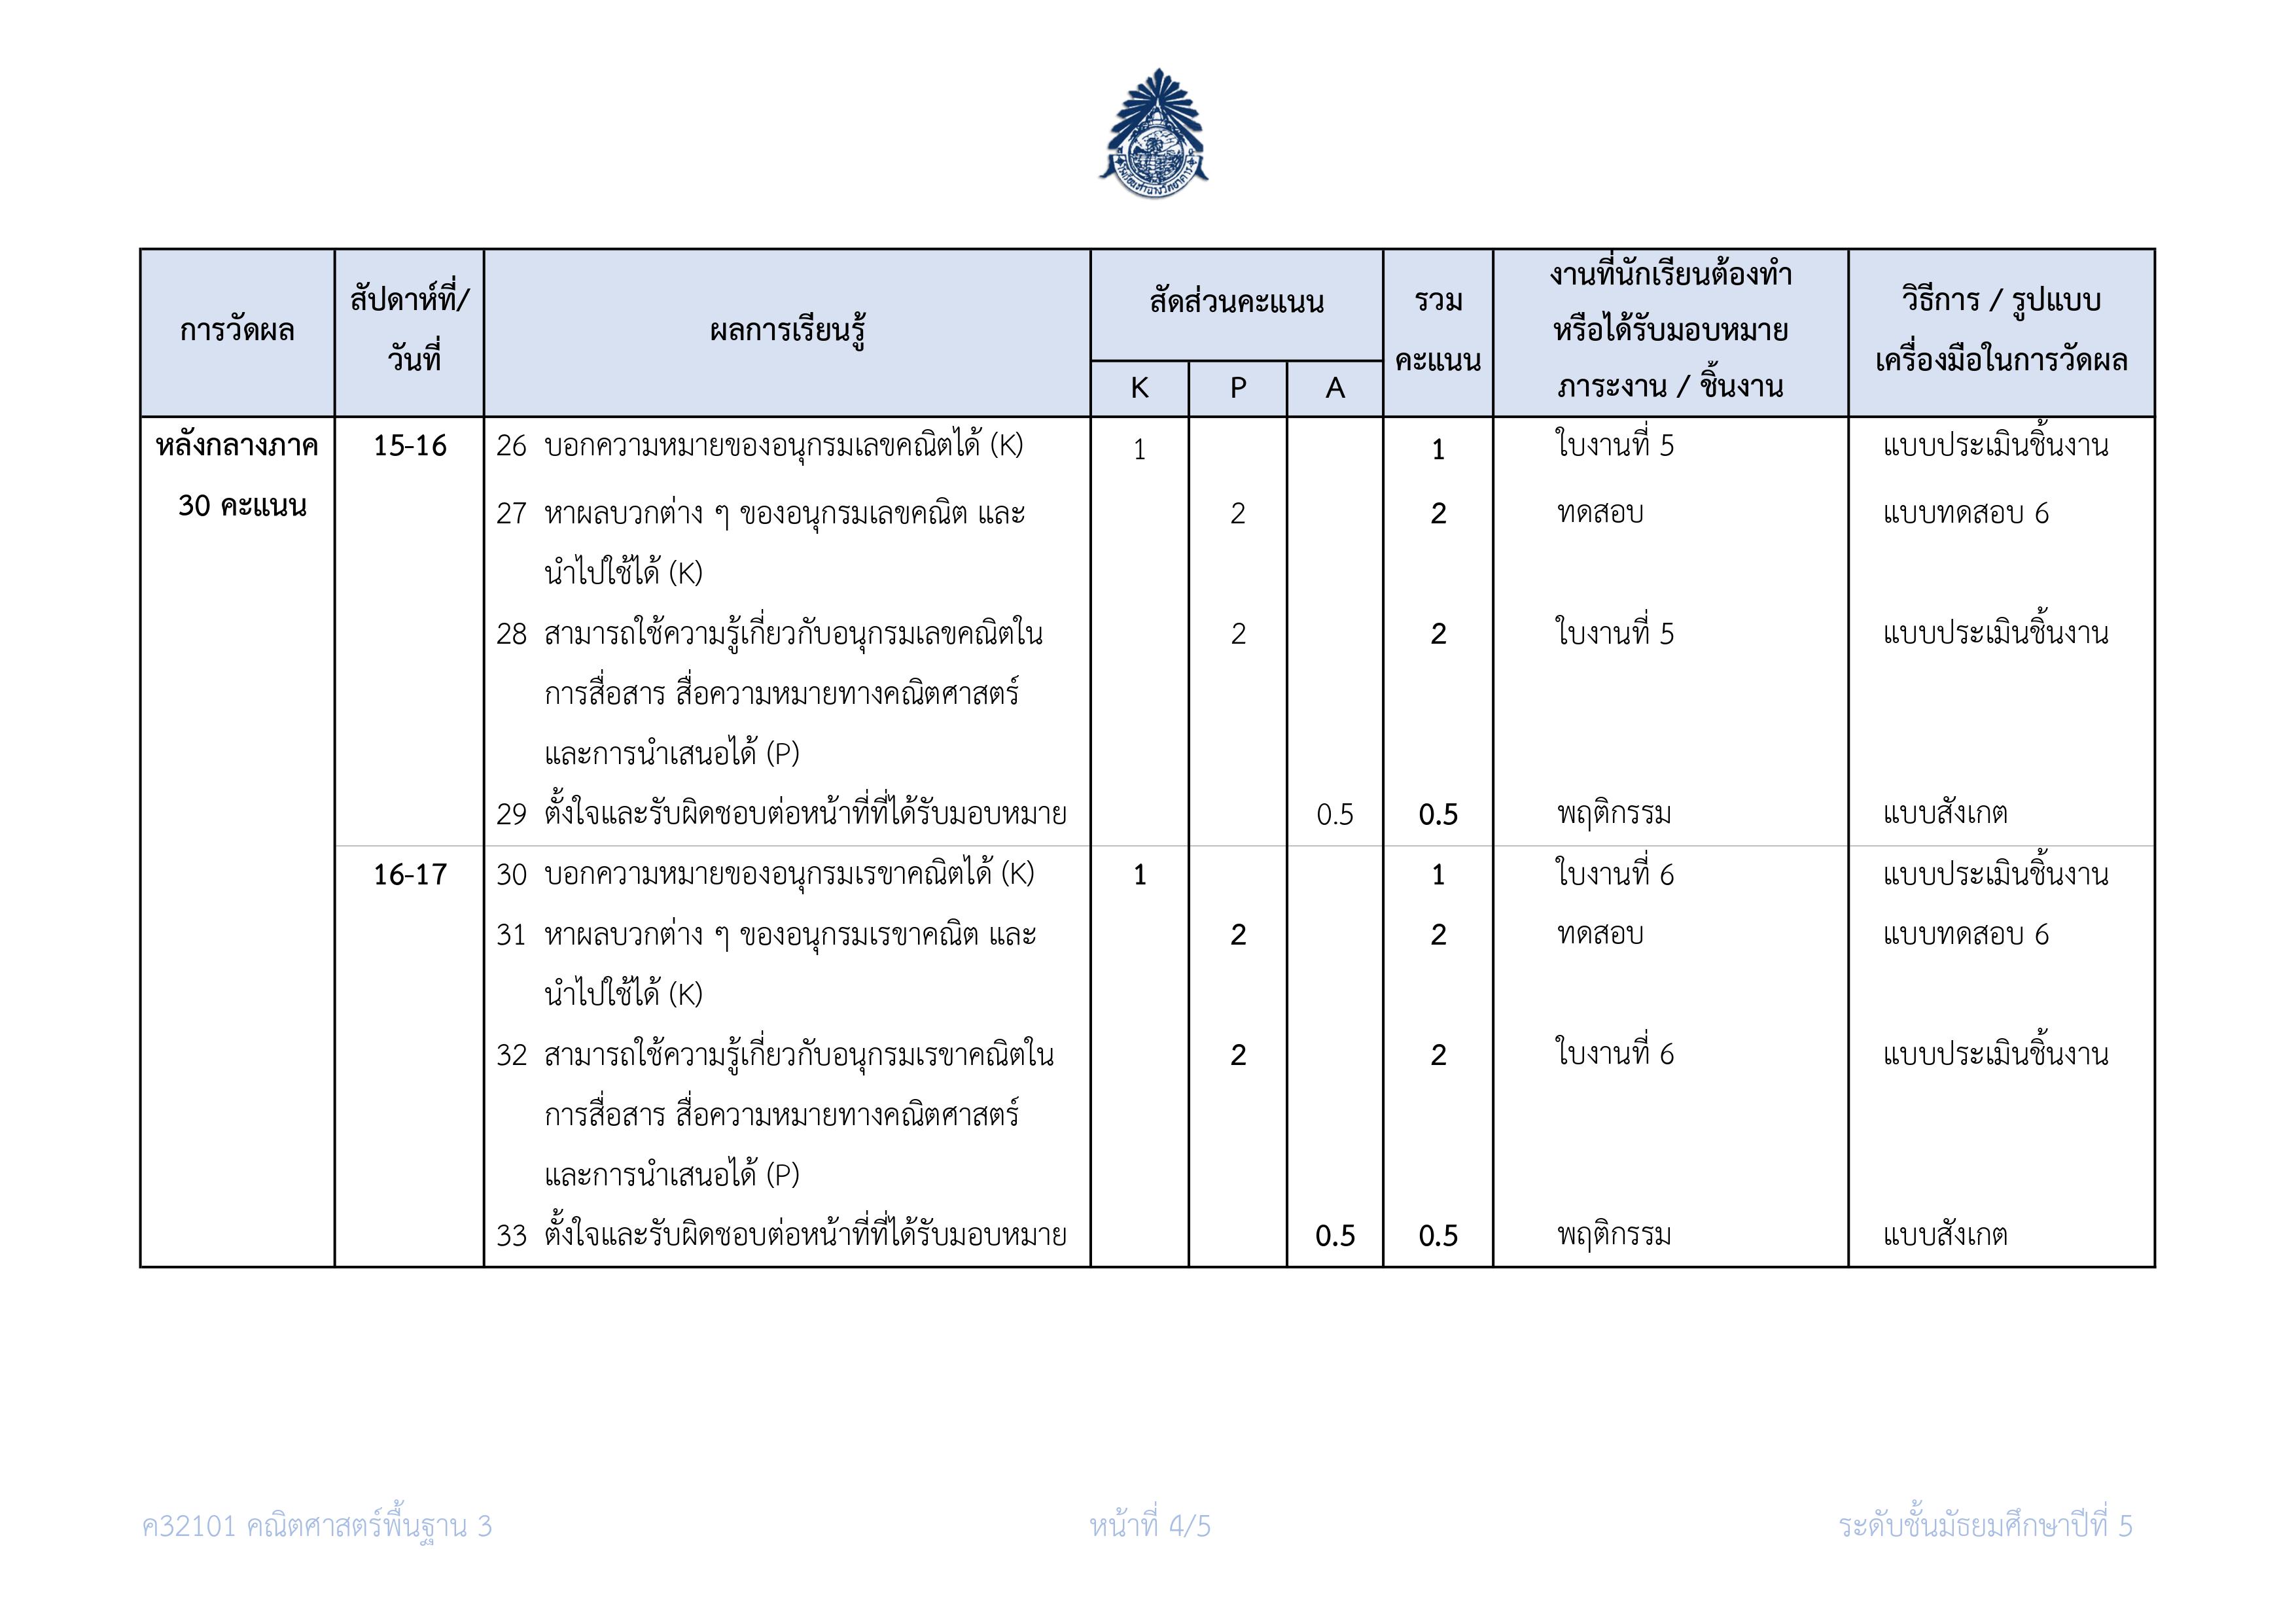 การวัดผล
สัปดาห์ที่/
วันที่
ผลการเรียนรู้
สัดส่วนคะแนน
K P A
รวม
คะแนน
งานที่นักเรียนต้องทำ
หรือได้รับมอบหมาย
ภาระงาน / ชิ้นงาน
วิธีการ / รูปแบบ
เครื่องมือในการวัดผล
หลังกลางภาค 15-16 26 บอกความหมายของอนุกรมเลขคณิตได้ (K) 1 1 ใบงานที่ 5 แบบประเมินชิ้นงาน
30 คะแนน 27 หาผลบวกต่าง ๆ ของอนุกรมเลขคณิต และ 2 2 ทดสอบ แบบทดสอบ 6
นำไปใช้ได้ (K)
28 สามารถใช้ความรู้เกี่ยวกับอนุกรมเลขคณิตใน 2 2 ใบงานที่ 5 แบบประเมินชิ้นงาน
การสื่อสาร สื่อความหมายทางคณิตศาสตร์
และการนำเสนอได้ (P)
29 ตั้งใจและรับผิดชอบต่อหน้าที่ที่ได้รับมอบหมาย 0.5 0.5 พฤติกรรม แบบสังเกต
16-17 30 บอกความหมายของอนุกรมเรขาคณิตได้ (K) 1 1 ใบงานที่ 6 แบบประเมินชิ้นงาน
31 หาผลบวกต่าง ๆ ของอนุกรมเรขาคณิต และ 2 2 ทดสอบ แบบทดสอบ 6
นำไปใช้ได้ (K)
32 สามารถใช้ความรู้เกี่ยวกับอนุกรมเรขาคณิตใน 2 2 ใบงานที่ 6 แบบประเมินชิ้นงาน
การสื่อสาร สื่อความหมายทางคณิตศาสตร์
และการนำเสนอได้ (P)
33 ตั้งใจและรับผิดชอบต่อหน้าที่ที่ได้รับมอบหมาย 0.5 0.5 พฤติกรรม แบบสังเกต
ค32101 คณิตศาสตร์พื้นฐาน 3 หน้าที่ 4/5 ระดับชั้นมัธยมศึกษาปีที่ 5